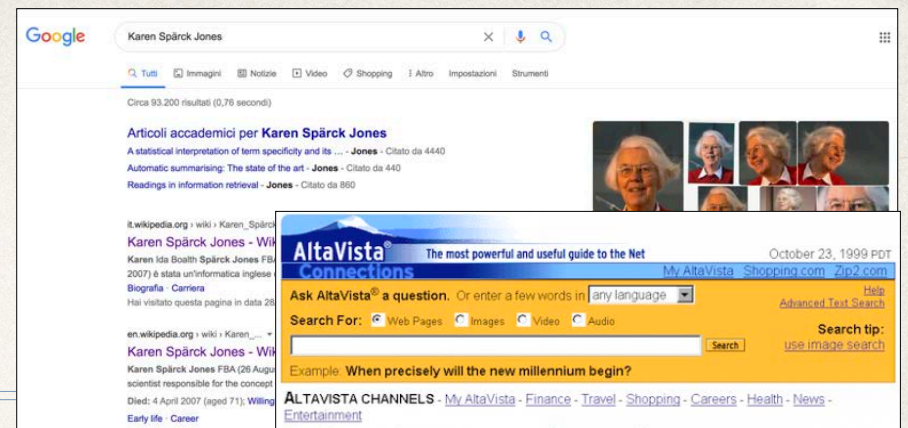 Google
Karen Spärck Jones
Tutti Immagini Notizie Video Shopping Altro Impostazioni Strumenti
Circa 93.200 risultati (0,76 secondi)
Articoli accademici per Karen Spärck Jones
A statistical interpretation of term specificity and its ... - Jones - Citato da 4440
Automatic summarising: The state of the art - Jones - Citato da 440
Readings in information retrieval - Jones - Citato da 860
it.wikipedia.org › wiki › Karen_Spärck
Karen Spärck Jones - Wik
Karen Ida Boalth Spärck Jones FBA
2007) è stata un'informatica inglese
Biografia · Carriera
Hai visitato questa pagina in data 28
en.wikipedia.org › wiki › Karen_...
Karen Spärck Jones - Wik
Karen Spärck Jones FBA (26 Augu
scientist responsible for the concept
Died: 4 April 2007 (aged 71); Willing
Early life · Career
AltaVista® The most powerful and useful guide to the Net October 23, 1999 PDT
Connections My AltaVista Shopping.com Zip2.com
Ask AltaVista® a question. Or enter a few words in any language Help
Advanced Text Search
Search For: Web Pages Images Video Audio
Search tip:
Search use image search
Example: When precisely will the new millennium begin?
ALTAVISTA CHANNELS - My AltaVista - Finance - Travel - Shopping - Careers - Health - News -
Entertainment